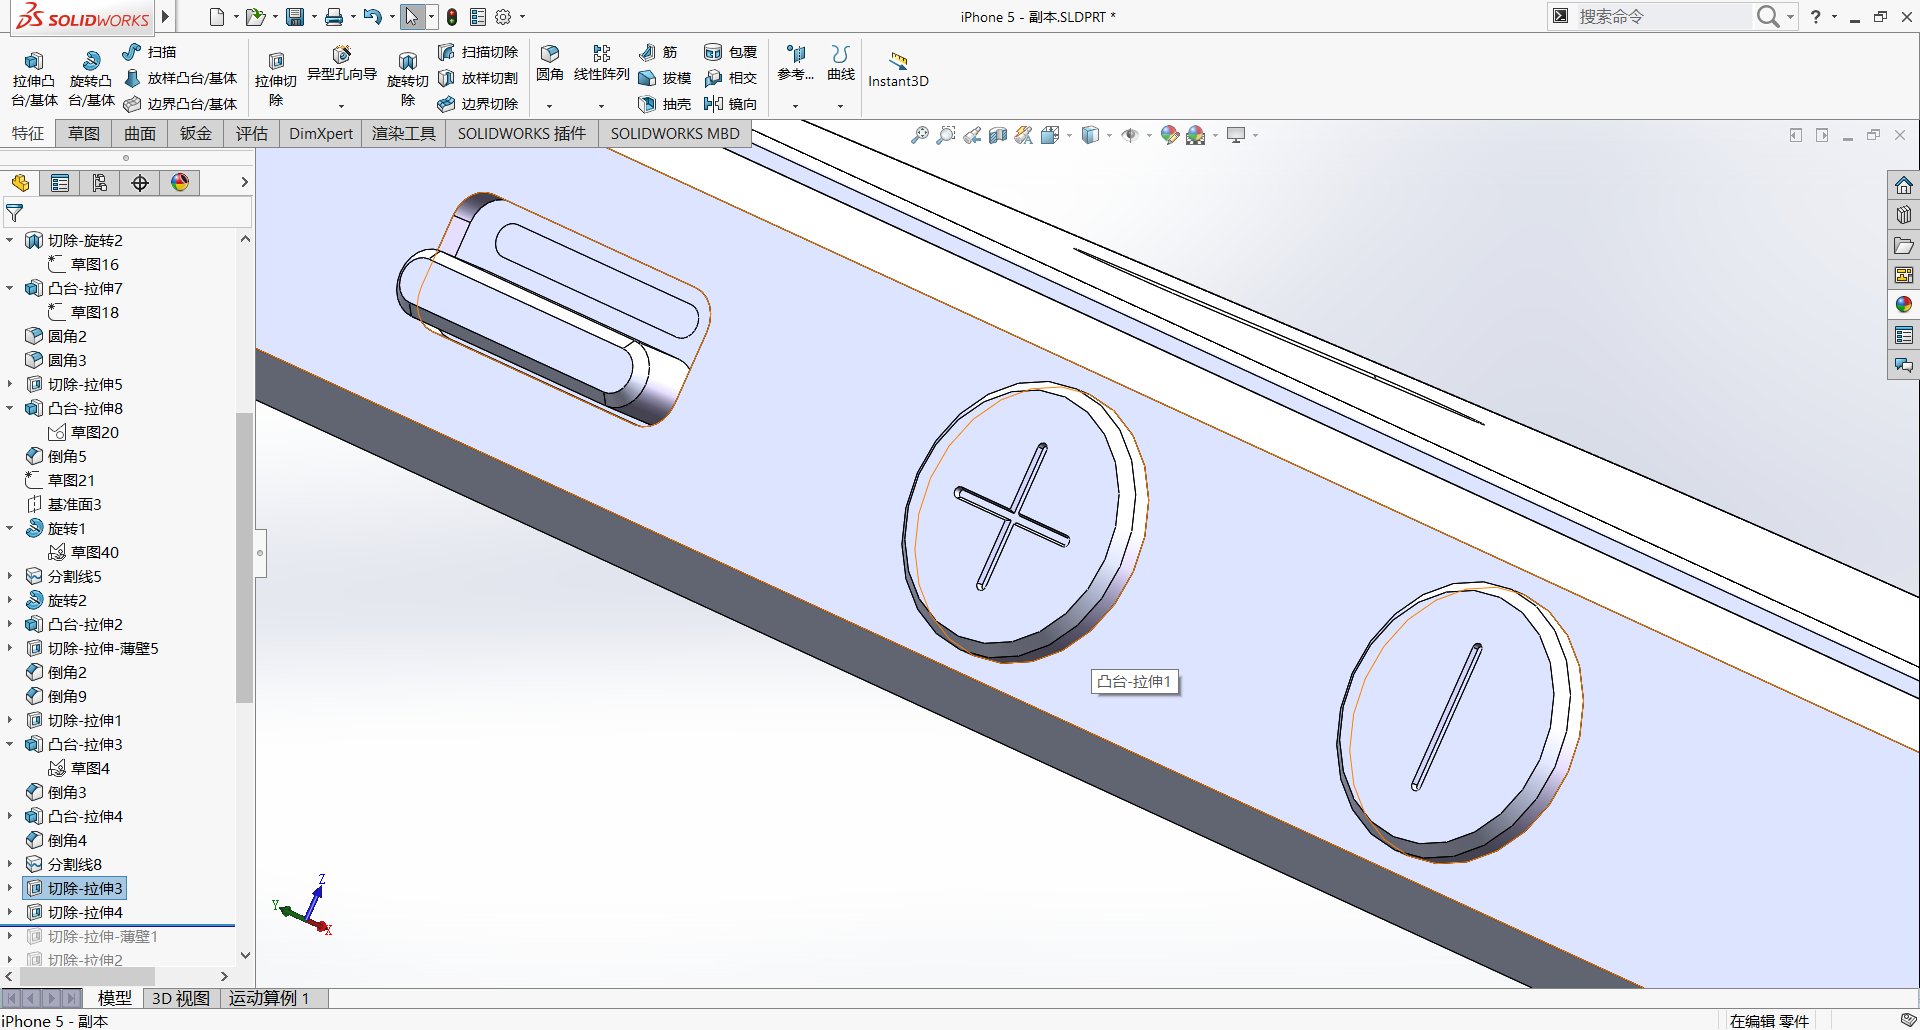 SOLIDWORKS
iPhone 5 - 副本.SLDPRT *
搜索命令
?
拉伸凸台/基体
旋转凸台/基体
扫描
放样凸台/基体
边界凸台/基体
拉伸切除
异型孔向导
旋转切除
扫描切除
放样切割
边界切除
圆角
线性阵列
筋
拔模
抽壳
包覆
相交
镜向
参考...
曲线
Instant3D
特征
草图
曲面
钣金
评估
DimXpert
渲染工具
SOLIDWORKS 插件
SOLIDWORKS MBD
切除-旋转2
草图16
凸台-拉伸7
草图18
圆角2
圆角3
切除-拉伸5
凸台-拉伸8
草图20
倒角5
草图21
基准面3
旋转1
草图40
分割线5
旋转2
凸台-拉伸2
切除-拉伸-薄壁5
倒角2
倒角9
切除-拉伸1
凸台-拉伸3
草图4
倒角3
凸台-拉伸4
倒角4
分割线8
切除-拉伸3
切除-拉伸4
切除-拉伸-薄壁1
切除-拉伸2
凸台-拉伸1
Z
Y
X
模型
3D 视图
运动算例 1
iPhone 5 - 副本
在编辑 零件